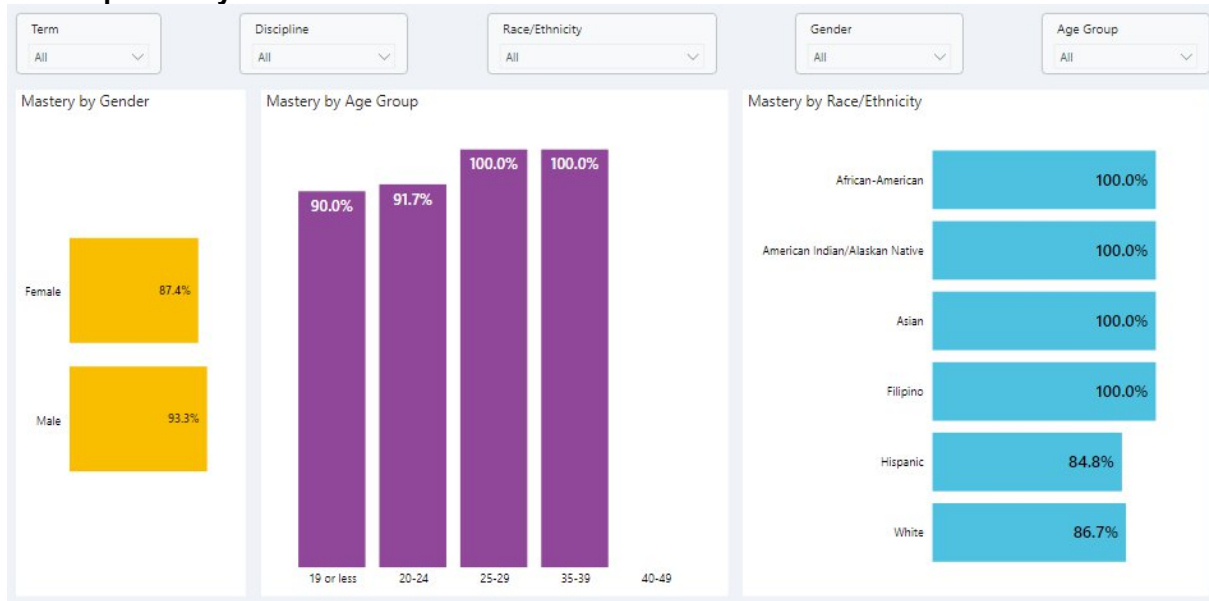 Term
All
Discipline
All
Race/Ethnicity
All
Gender
All
Age Group
All
Mastery by Gender
Female
87.4%
Male
93.3%
Mastery by Age Group
90.0%
91.7%
100.0%
100.0%
19 or less
20-24
25-29
35-39
40-49
Mastery by Race/Ethnicity
African-American
100.0%
American Indian/Alaskan Native
100.0%
Asian
100.0%
Filipino
100.0%
Hispanic
84.8%
White
86.7%